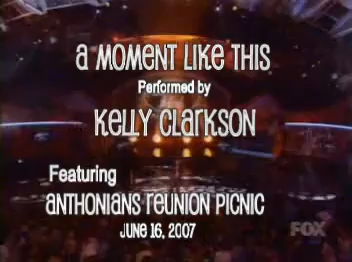 a MOMENT LIKE THIS
Performed by
KELLY CLARKSON
Featuring
ANTHONIANS REUNION PICNIC
JUNE 16, 2007
FOX